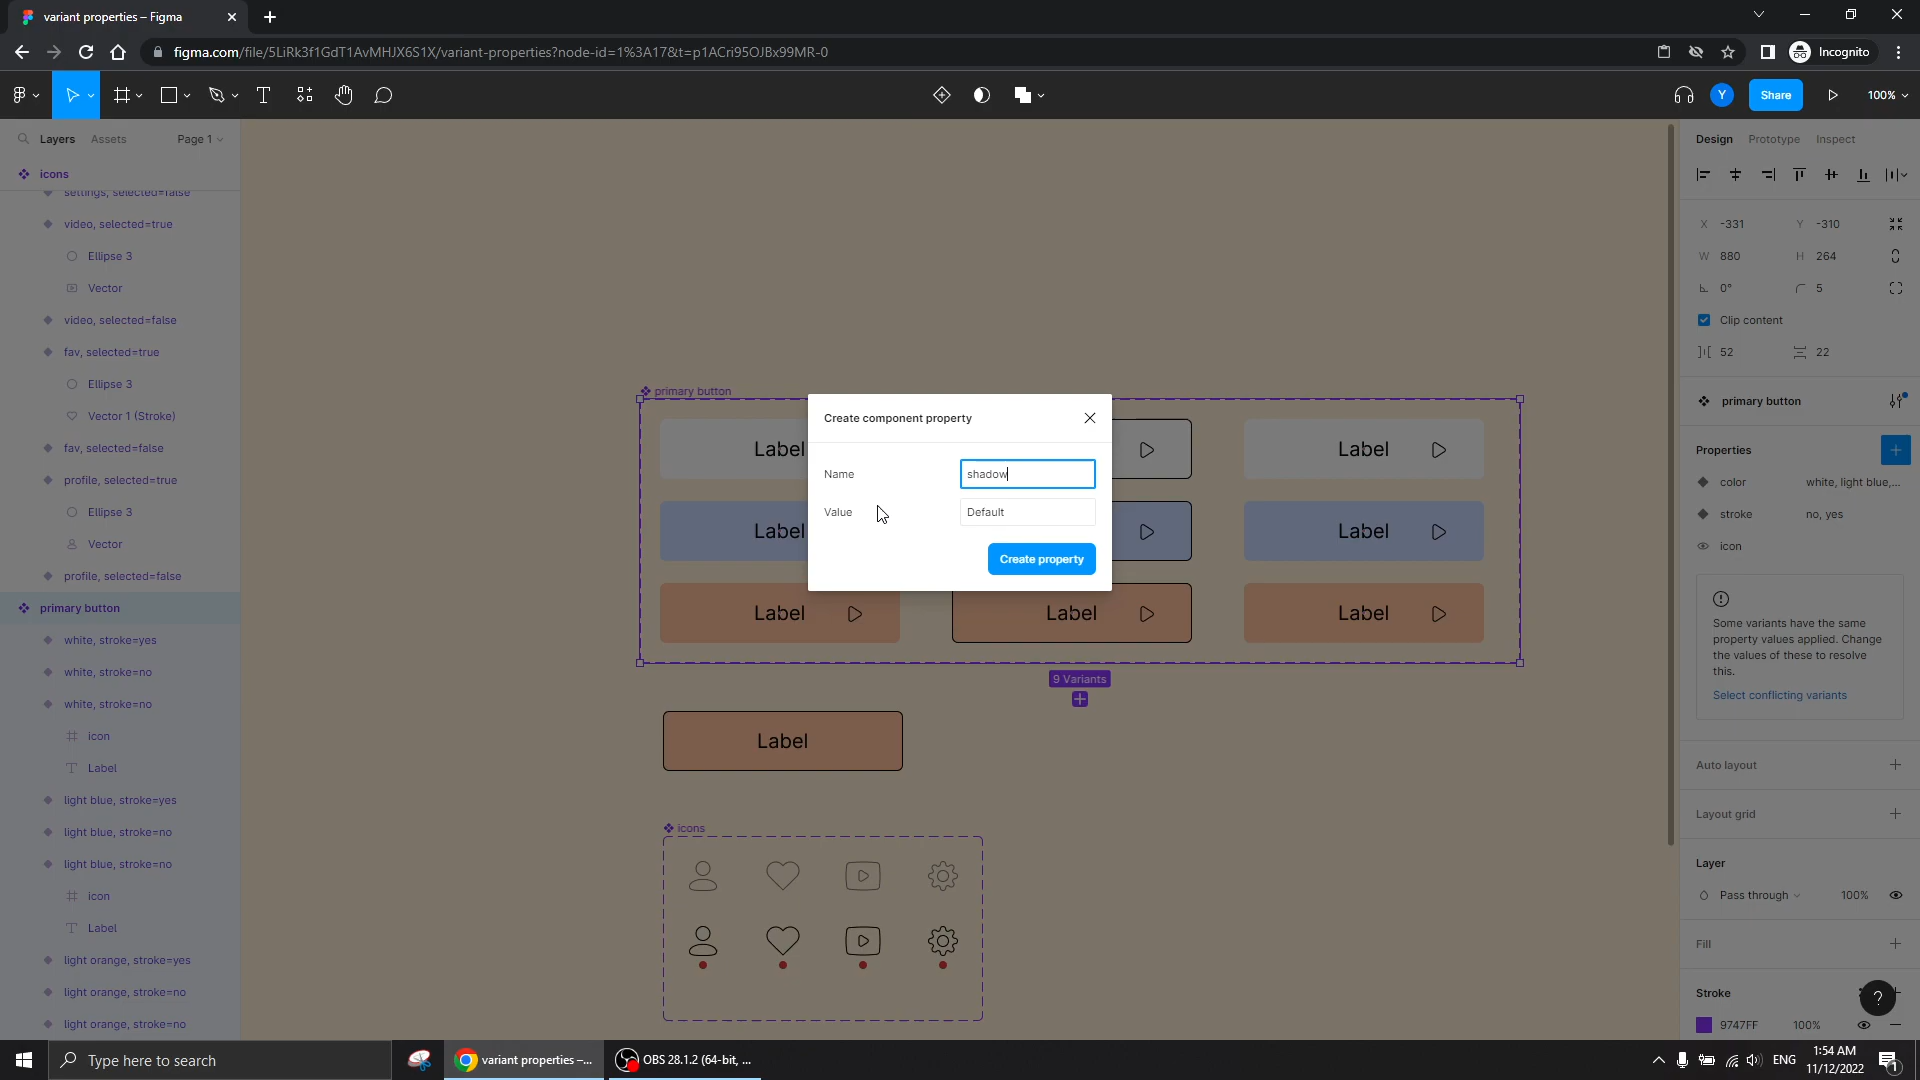 variant properties – Figma
figma.com/file/5LiRk3f1GdT1AvMHJX6S1X/variant-properties?node-id=1%3A17&t=p1ACri95OJBx99MR-0
Incognito
Y
Share
100%
Layers
Assets
Page 1
Design
Prototype
Inspect
icons
settings, selected=false
video, selected=true
Ellipse 3
Vector
video, selected=false
fav, selected=true
Ellipse 3
Vector 1 (Stroke)
fav, selected=false
profile, selected=true
Ellipse 3
Vector
profile, selected=false
primary button
white, stroke=yes
white, stroke=no
white, stroke=no
icon
Label
light blue, stroke=yes
light blue, stroke=no
light blue, stroke=no
icon
Label
light orange, stroke=yes
light orange, stroke=no
light orange, stroke=no
primary button
Label
Label
Label
Label
Label
Label
Label
9 Variants
Label
icons
Create component property
Name
shadow
Value
Default
Create property
X -331
Y -310
W 880
H 264
0°
5
Clip content
52
22
primary button
Properties
color
white, light blue,...
stroke
no, yes
icon
Some variants have the same
property values applied. Change
the values of these to resolve
this.
Select conflicting variants
Auto layout
Layout grid
Layer
Pass through
100%
Fill
Stroke
?
9747FF
100%
Type here to search
variant properties –...
OBS 28.1.2 (64-bit, ...
ENG
1:54 AM
11/12/2022
1